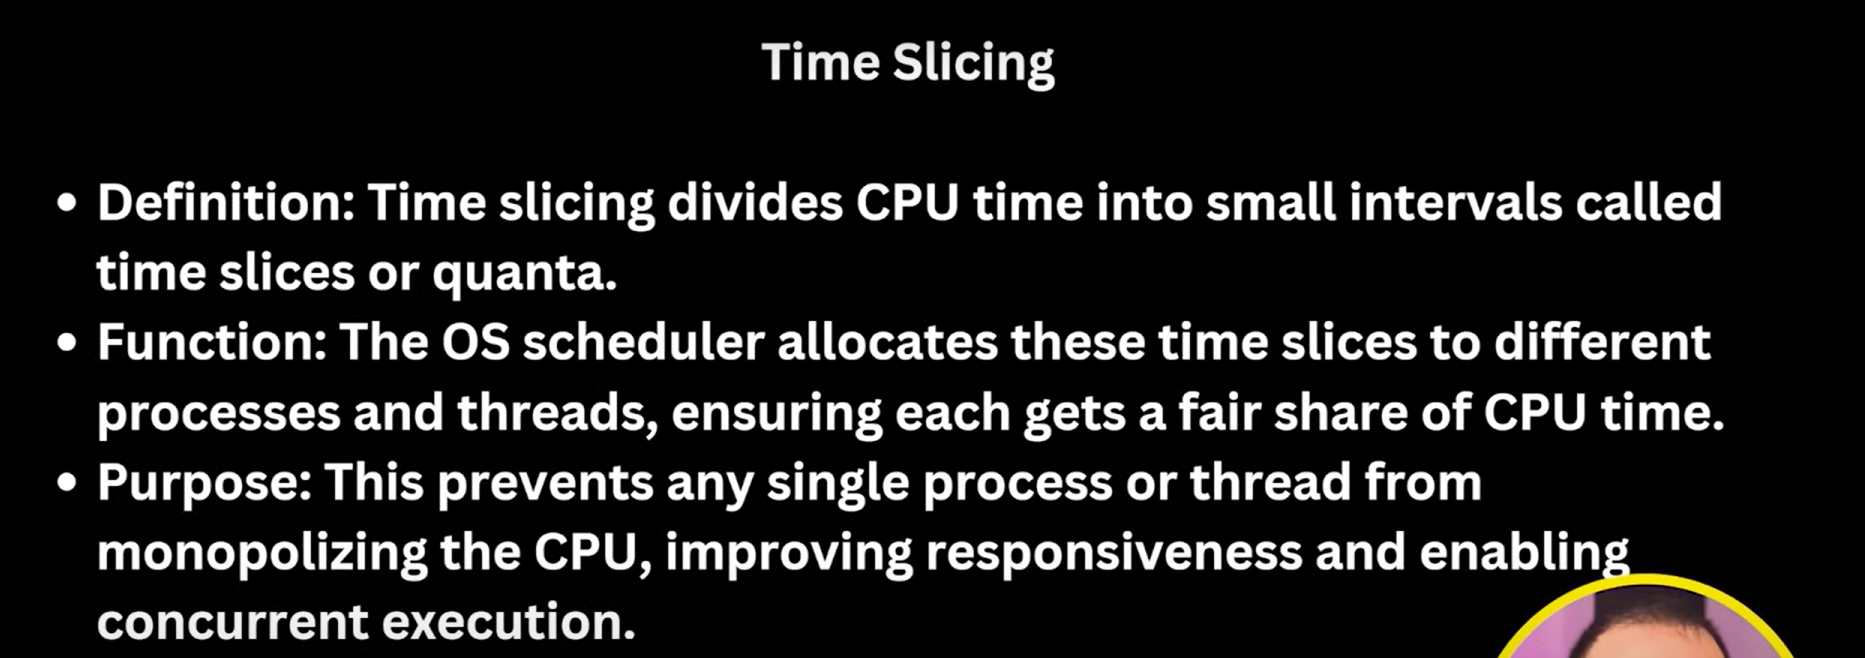 Time Slicing
• Definition: Time slicing divides CPU time into small intervals called
time slices or quanta.
• Function: The OS scheduler allocates these time slices to different
processes and threads, ensuring each gets a fair share of CPU time.
• Purpose: This prevents any single process or thread from
monopolizing the CPU, improving responsiveness and enabling
concurrent execution.